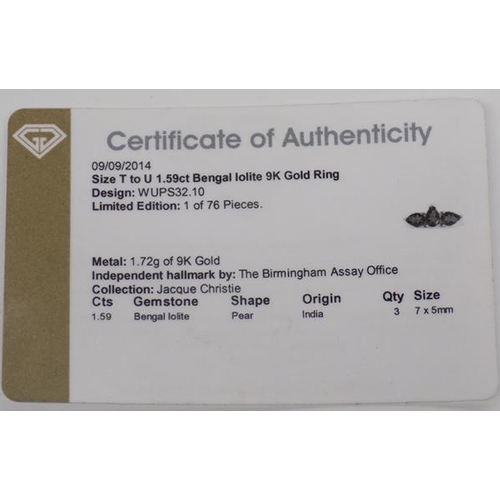 Certificate of Authenticity
09/09/2014
Size T to U 1.59ct Bengal Iolite 9K Gold Ring
Design: WUPS32.10
Limited Edition: 1 of 76 Pieces.
Metal: 1.72g of 9K Gold
Independent hallmark by: The Birmingham Assay Office
Collection: Jacque Christie
Cts Gemstone Shape Origin Qty Size
1.59 Bengal Iolite Pear India 3 7 x 5mm